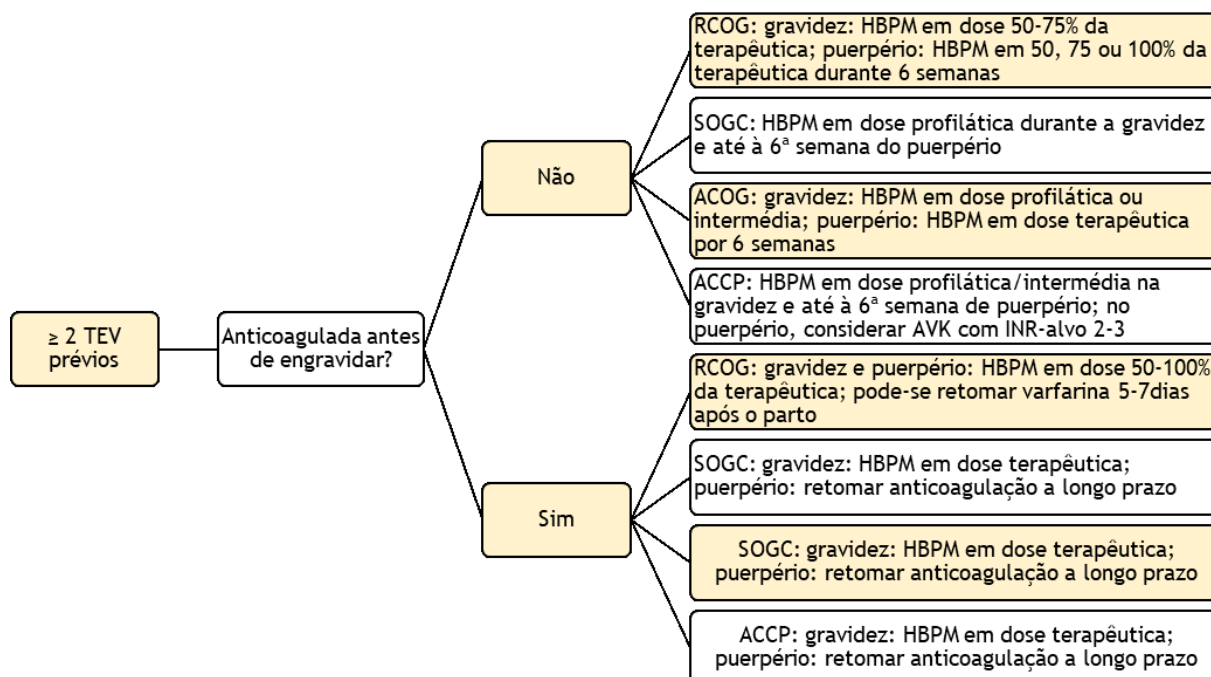 RCOG: gravidez: HBPM em dose 50-75% da
terapêutica; puerpério: HBPM em 50, 75 ou 100% da
terapêutica durante 6 semanas
SOGC: HBPM em dose profilática durante a gravidez
e até à 6ª semana do puerpério
Não
ACOG: gravidez: HBPM em dose profilática ou
intermédia; puerpério: HBPM em dose terapêutica
por 6 semanas
ACCP: HBPM em dose profilática/intermédia na
gravidez e até à 6ª semana de puerpério; no
puerpério, considerar AVK com INR-alvo 2-3
≥ 2 TEV
prévios
Anticoagulada antes
de engravidar?
RCOG: gravidez e puerpério: HBPM em dose 50-100%
da terapêutica; pode-se retomar varfarina 5-7dias
após o parto
SOGC: gravidez: HBPM em dose terapêutica;
puerpério: retomar anticoagulação a longo prazo
Sim
SOGC: gravidez: HBPM em dose terapêutica;
puerpério: retomar anticoagulação a longo prazo
ACCP: gravidez: HBPM em dose terapêutica;
puerpério: retomar anticoagulação a longo prazo